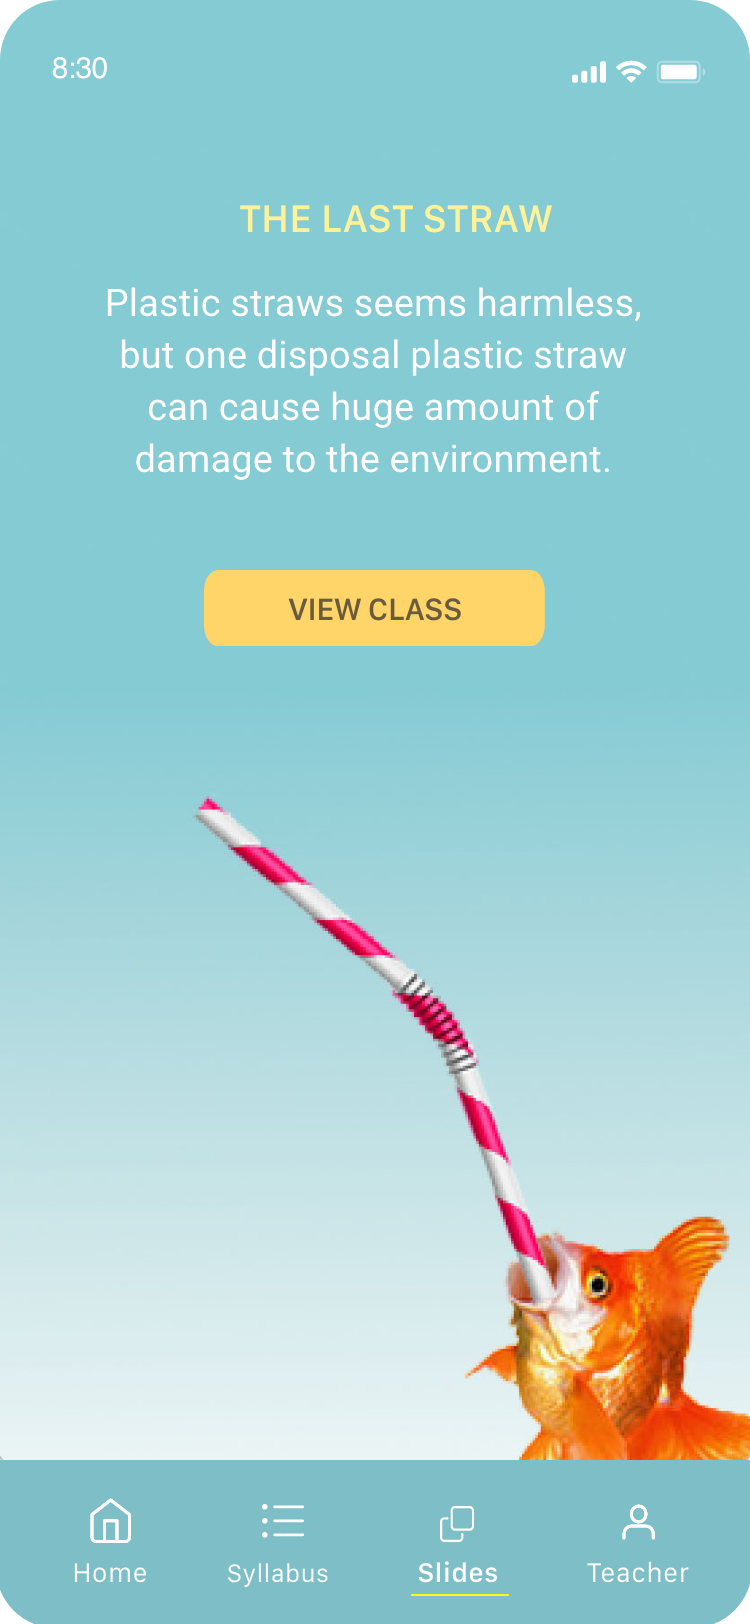 8:30
THE LAST STRAW
Plastic straws seems harmless,
but one disposal plastic straw
can cause huge amount of
damage to the environment.
VIEW CLASS
Home Syllabus Slides Teacher